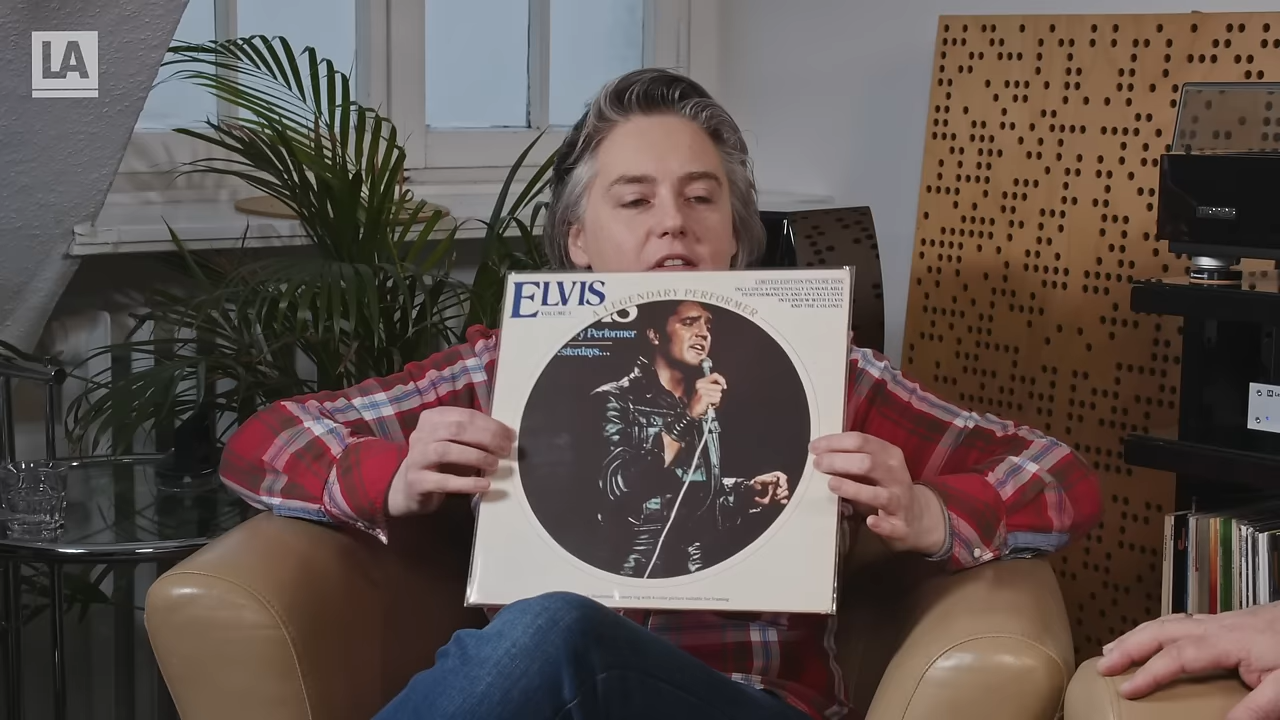 LA
ELVIS
VOLUME 3
A LEGENDARY PERFORMER
LIMITED EDITION PICTURE DISC
INCLUDES 9 PREVIOUSLY UNAVAILABLE
PERFORMANCES AND AN EXCLUSIVE
INTERVIEW WITH ELVIS
AND THE COLONEL
y Performer
esterdays...